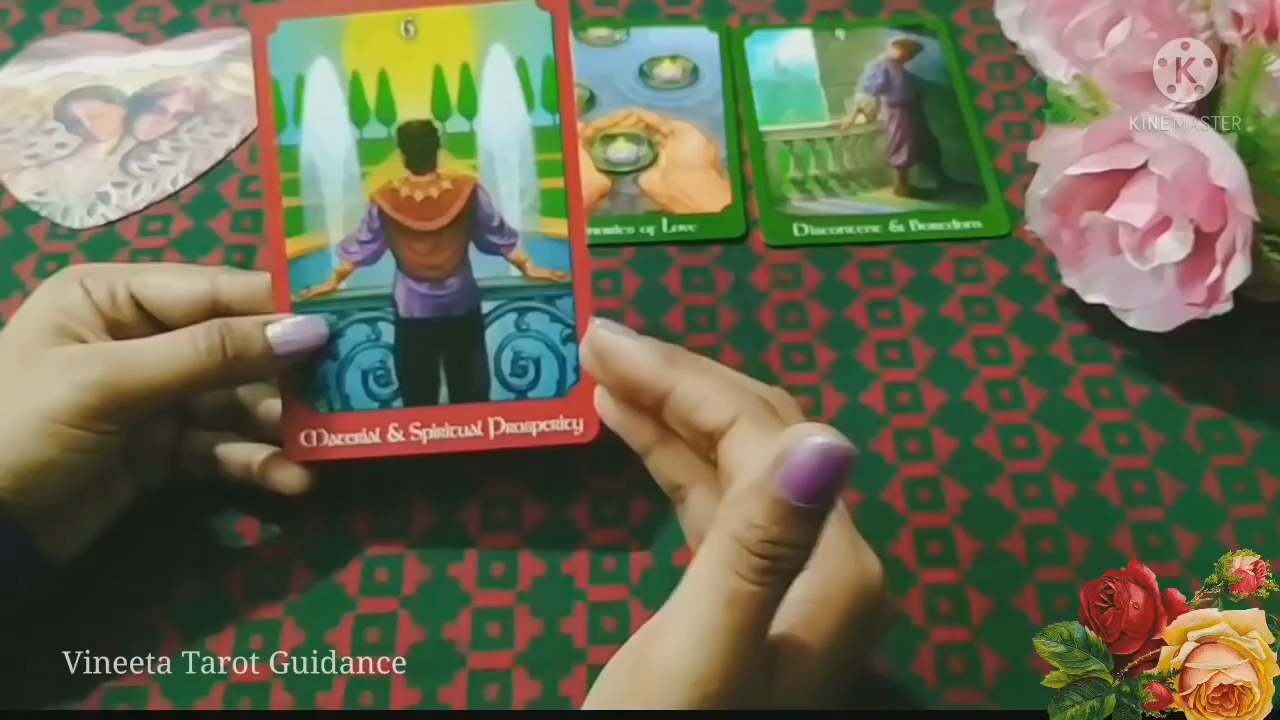 6
K
KINEMASTER
of Love
Discontent & Boredom
Material & Spiritual Prosperity
Vineeta Tarot Guidance